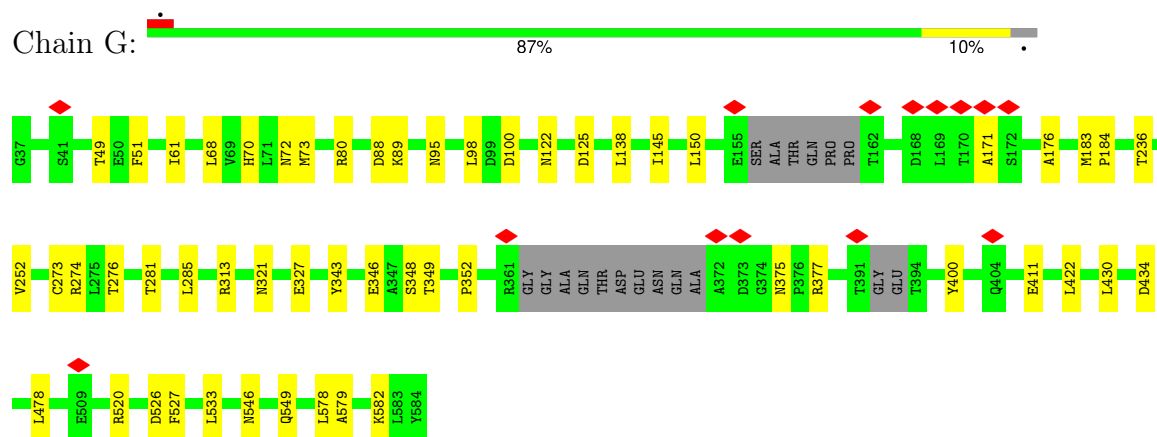 Chain G:
87% 10%
G37 S41 T49 E50 F51 I61 L68 V69 H70 L71 N72 M73 R80 D88 K89 N95 L98 D99 D100 N122 D125 L138 I145 L150 E155 SER ALA THR GLN PRO PRO T162 D168 L169 T170 A171 S172 A176 M183 P184 T236
V252 C273 R274 L275 T276 T281 L285 R313 N321 E327 Y343 E346 A347 S348 T349 P352 R361 GLY GLY ALA GLN THR ASP GLU ASN GLN ALA A372 D373 G374 N375 P376 R377 T391 GLY GLU T394 Y400 Q404 E411 L422 L430 D434
L478 E509 R520 D526 F527 L533 N546 Q549 L578 A579 K582 L583 Y584